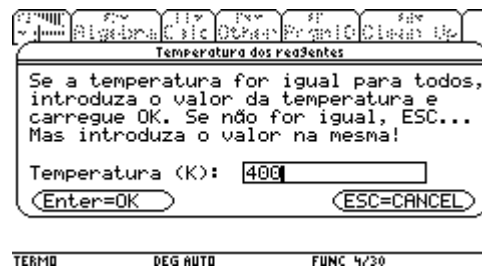 Algebra Calc Other PrgmIO Clean Up
Temperatura dos reagentes
Se a temperatura for igual para todos,
introduza o valor da temperatura e
carregue OK. Se não for igual, ESC...
Mas introduza o valor na mesma!
Temperatura (K): 400
Enter=OK ESC=CANCEL
TERMO DEG AUTO FUNC 4/30